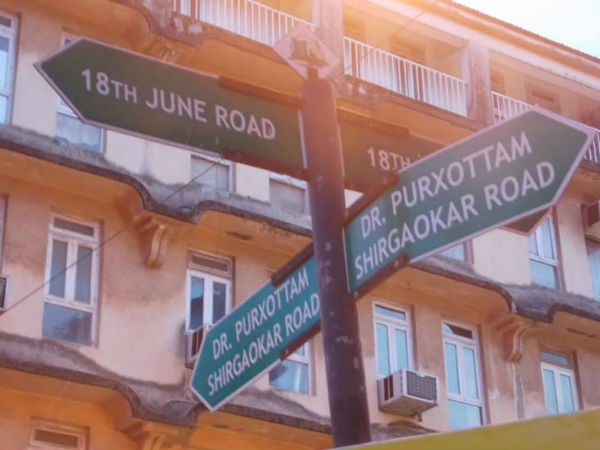 18TH JUNE ROAD
18TH
DR. PURXOTTAM
SHIRGAOKAR ROAD
DR. PURXOTTAM
SHIRGAOKAR ROAD